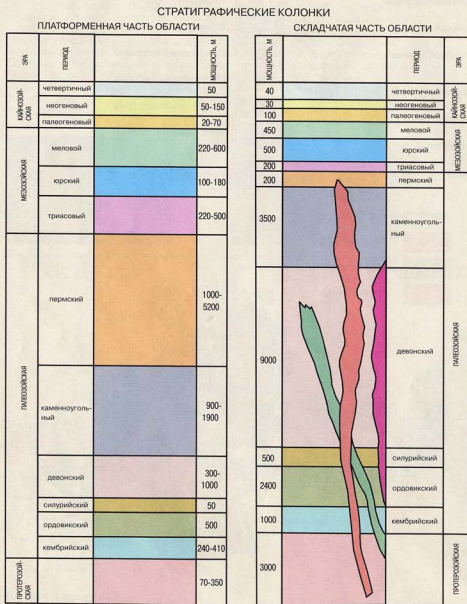 СТРАТИГРАФИЧЕСКИЕ КОЛОНКИ
ПЛАТФОРМЕННАЯ ЧАСТЬ ОБЛАСТИ
ЭРА
ПЕРИОД
МОЩНОСТЬ, М
КАЙНОЗОЙ-
СКАЯ
четвертичный
50
неогеновый
50-150
палеогеновый
20-70
МЕЗОЗОЙСКАЯ
меловой
220-600
юрский
100-180
триасовый
220-500
ПАЛЕОЗОЙСКАЯ
пермский
1000-
5200
каменноуголь-
ный
900-
1900
девонский
300-
1000
силурийский
50
ордовикский
500
кембрийский
240-410
ПРОТЕРОЗОЙ-
СКАЯ
70-350
СКЛАДЧАТАЯ ЧАСТЬ ОБЛАСТИ
МОЩНОСТЬ, М
ПЕРИОД
ЭРА
40
четвертичный
КАЙНОЗОЙ-
СКАЯ
30
неогеновый
100
палеогеновый
450
меловой
МЕЗОЗОЙСКАЯ
500
юрский
200
триасовый
200
пермский
ПАЛЕОЗОЙСКАЯ
3500
каменноуголь-
ный
9000
девонский
500
силурийский
2400
ордовикский
1000
кембрийский
3000
ПРОТЕРОЗОЙСКАЯ